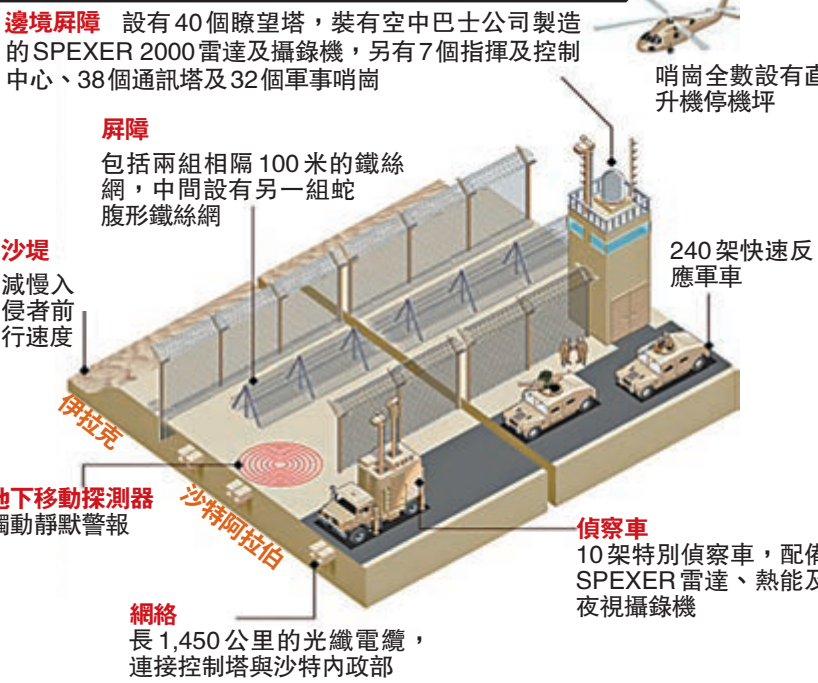 邊境屏障　設有40個瞭望塔，裝有空中巴士公司製造
的SPEXER 2000雷達及攝錄機，另有7個指揮及控制
中心、38個通訊塔及32個軍事哨崗
哨崗全數設有直
升機停機坪
屏障
包括兩組相隔100米的鐵絲
網，中間設有另一組蛇
腹形鐵絲網
沙堤
減慢入
侵者前
行速度
240架快速反
應軍車
伊拉克
沙特阿拉伯
地下移動探測器
觸動靜默警報
偵察車
10架特別偵察車，配備
SPEXER雷達、熱能及
夜視攝錄機
網絡
長1,450公里的光纖電纜，
連接控制塔與沙特內政部